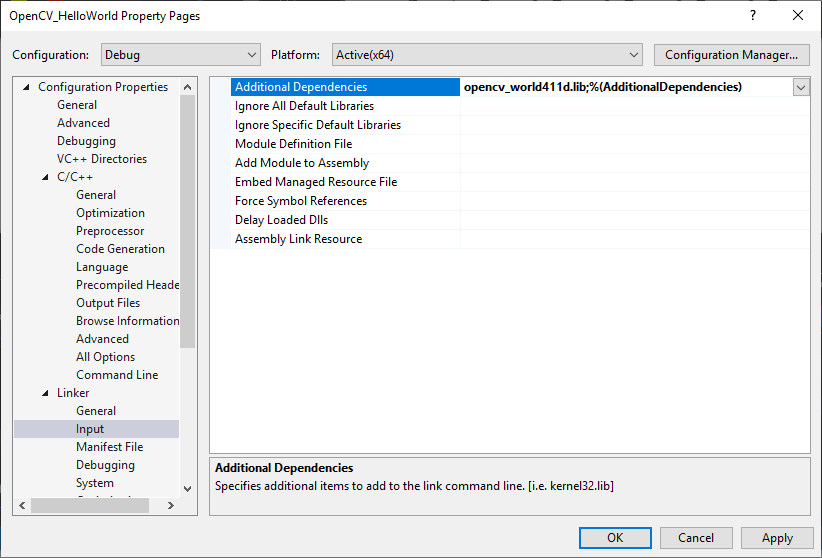 OpenCV_HelloWorld Property Pages
Configuration: Debug Platform: Active(x64) Configuration Manager...
Configuration Properties
General
Advanced
Debugging
VC++ Directories
C/C++
General
Optimization
Preprocessor
Code Generation
Language
Precompiled Heade
Output Files
Browse Information
Advanced
All Options
Command Line
Linker
General
Input
Manifest File
Debugging
System
Additional Dependencies opencv_world411d.lib;%(AdditionalDependencies)
Ignore All Default Libraries
Ignore Specific Default Libraries
Module Definition File
Add Module to Assembly
Embed Managed Resource File
Force Symbol References
Delay Loaded Dlls
Assembly Link Resource
Additional Dependencies
Specifies additional items to add to the link command line. [i.e. kernel32.lib]
OK Cancel Apply